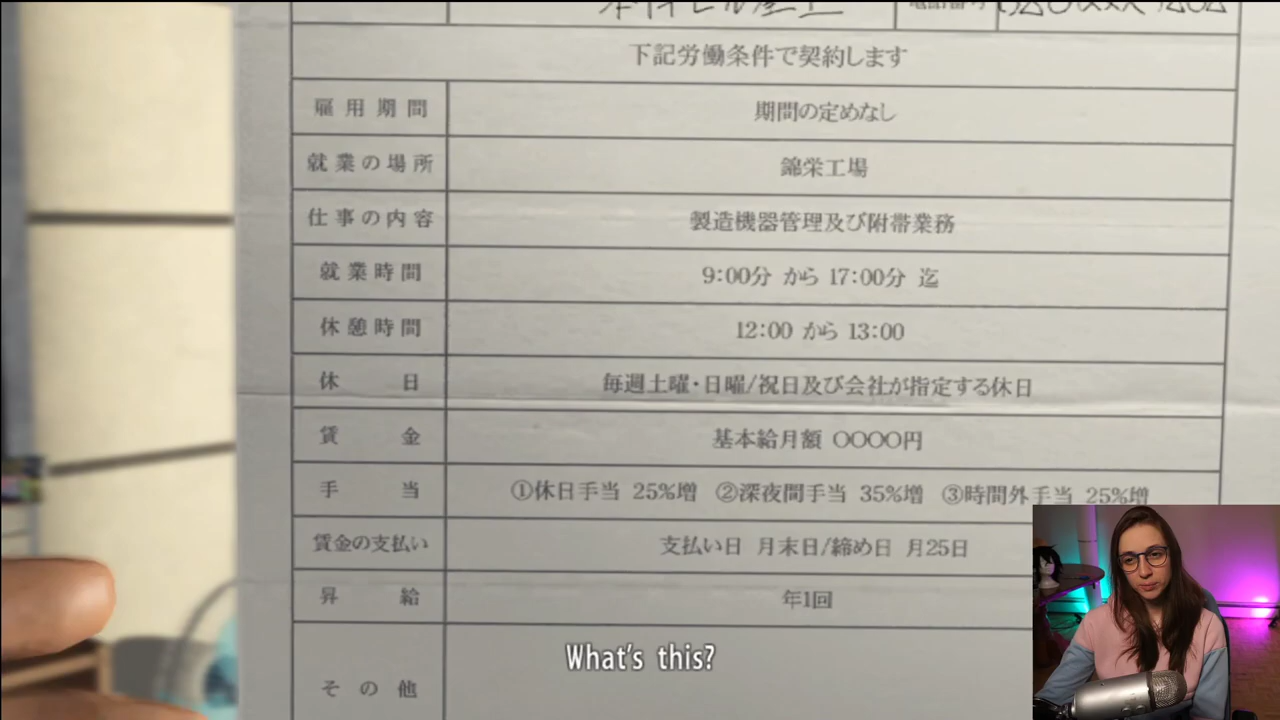 電話番号
下記労働条件で契約します
雇用期間 期間の定めなし
就業の場所 錦栄工場
仕事の内容 製造機器管理及び附帯業務
就業時間 9:00分 から 17:00分 迄
休憩時間 12:00 から 13:00
休日 毎週土曜・日曜/祝日及び会社が指定する休日
賃金 基本給月額 〇〇〇〇円
手当 ①休日手当 25%増 ②深夜間手当 35%増 ③時間外手当 25%増
賃金の支払い 支払い日 月末日/締め日 月25日
昇給 年1回
What's this?
その他